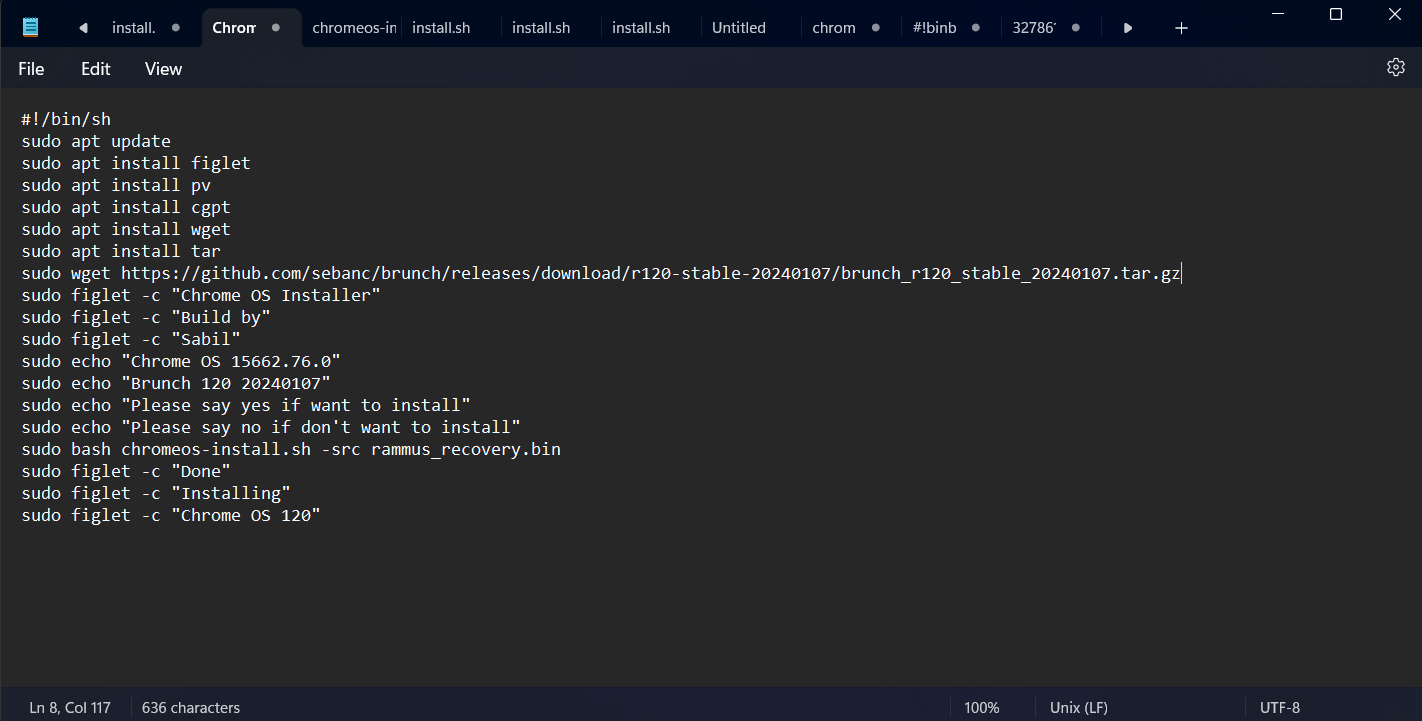 install.
Chrom
chromeos-in
install.sh
install.sh
install.sh
Untitled
chrom
#!binb
32786
File
Edit
View
#!/bin/sh
sudo apt update
sudo apt install figlet
sudo apt install pv
sudo apt install cgpt
sudo apt install wget
sudo apt install tar
sudo wget https://github.com/sebanc/brunch/releases/download/r120-stable-20240107/brunch_r120_stable_20240107.tar.gz
sudo figlet -c "Chrome OS Installer"
sudo figlet -c "Build by"
sudo figlet -c "Sabil"
sudo echo "Chrome OS 15662.76.0"
sudo echo "Brunch 120 20240107"
sudo echo "Please say yes if want to install"
sudo echo "Please say no if don't want to install"
sudo bash chromeos-install.sh -src rammus_recovery.bin
sudo figlet -c "Done"
sudo figlet -c "Installing"
sudo figlet -c "Chrome OS 120"
Ln 8, Col 117
636 characters
100%
Unix (LF)
UTF-8